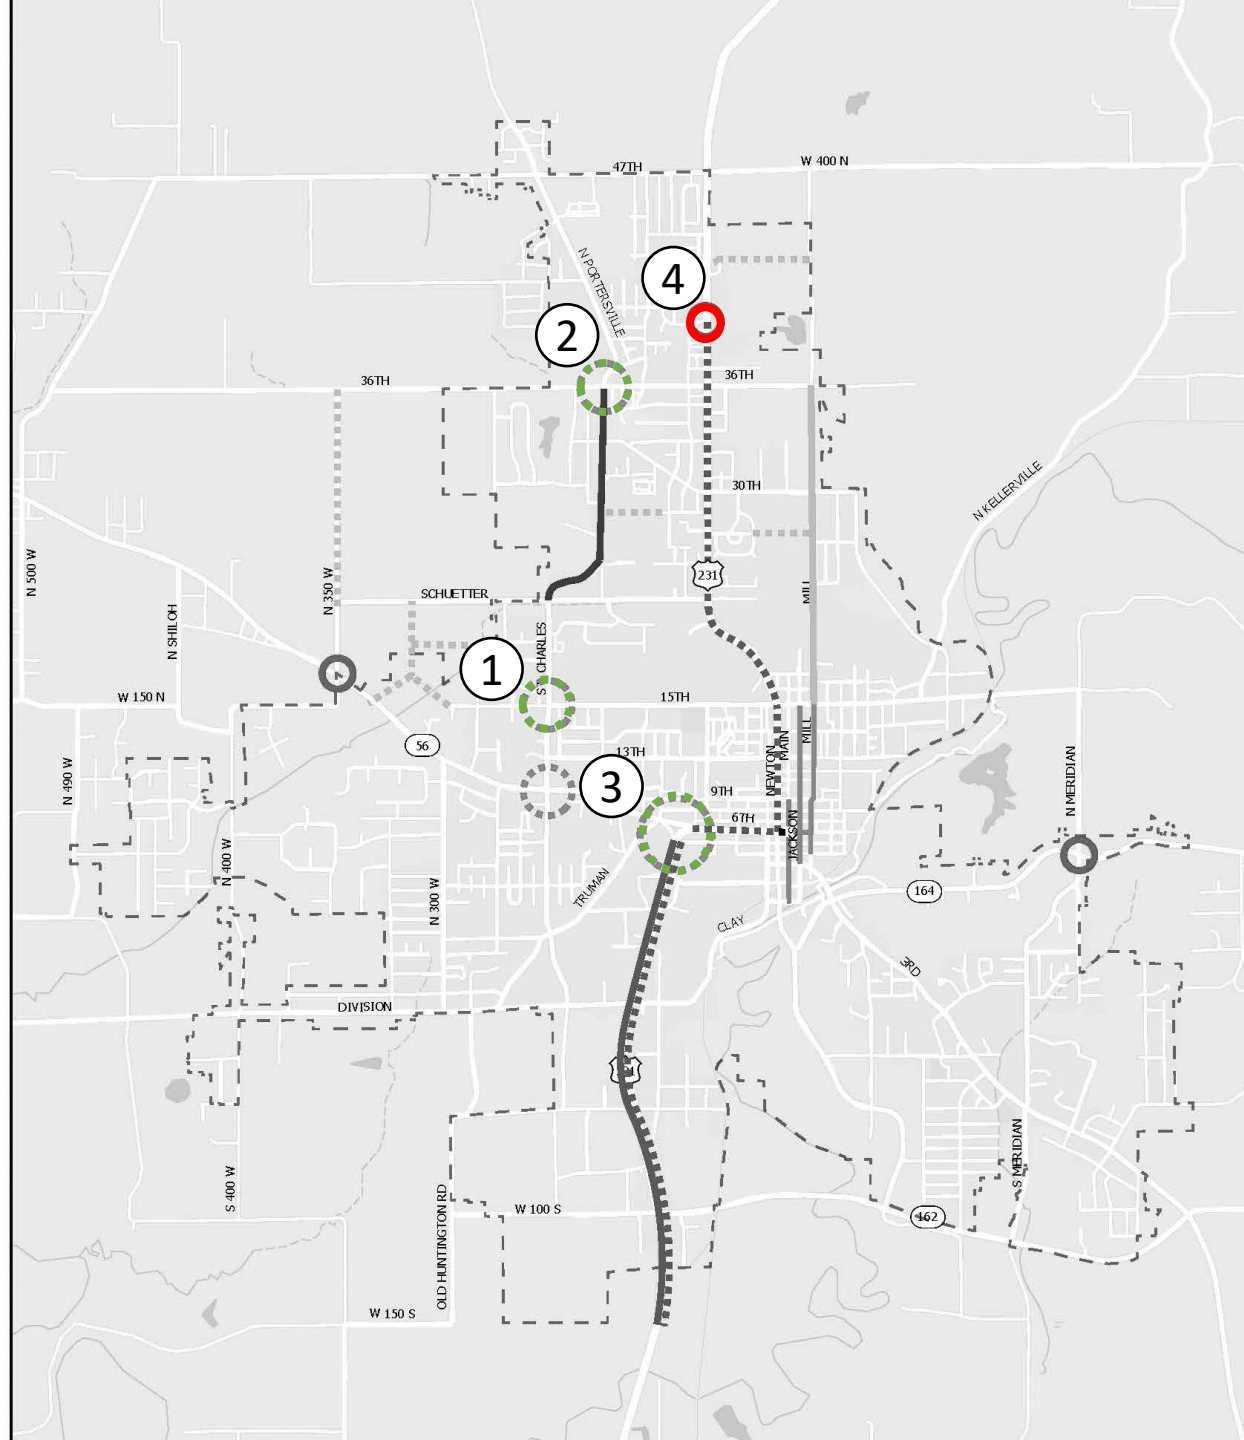 47TH
W 400 N
N PORTERSVILLE
4
2
36TH
36TH
30TH
N KELLERVILLE
N 500 W
N 350 W
231
SCHUETTER
MILL
N SHILOH
1
ST CHARLES
W 150 N
15TH
56
13TH
NEWTON
MAIN
MILL
N MERIDIAN
N 490 W
3
9TH
6TH
JACKSON
N 400 W
N 300 W
TRUMAN
164
CLAY
3RD
DIVISION
S 400 W
S MERIDIAN
OLD HUNTINGTON RD
W 100 S
162
W 150 S